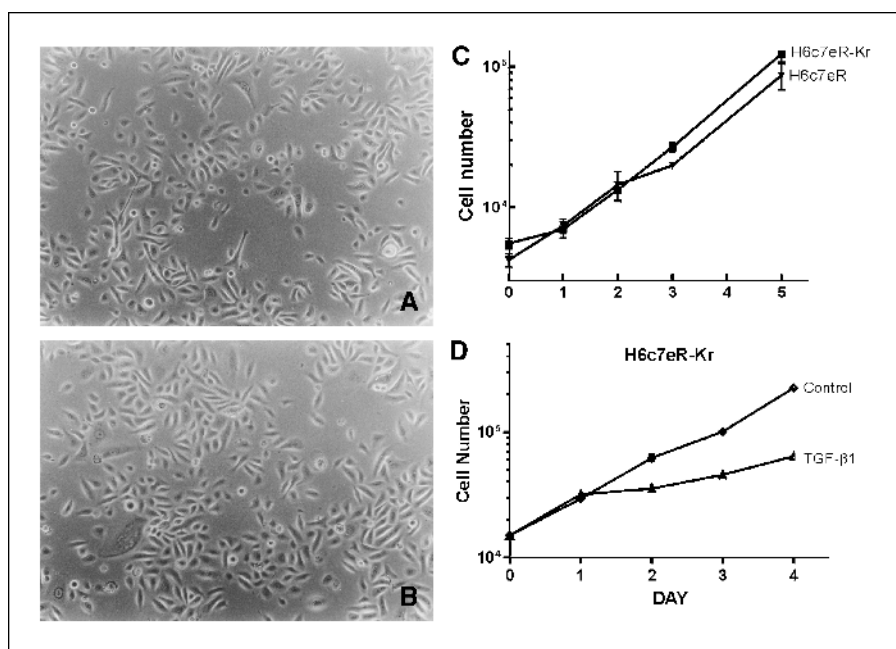 A
B
C
Cell number
10⁵
10⁴
H6c7eR-Kr
H6c7eR
0 1 2 3 4 5
D
H6c7eR-Kr
Cell Number
10⁵
10⁴
Control
TGF-β1
0 1 2 3 4
DAY